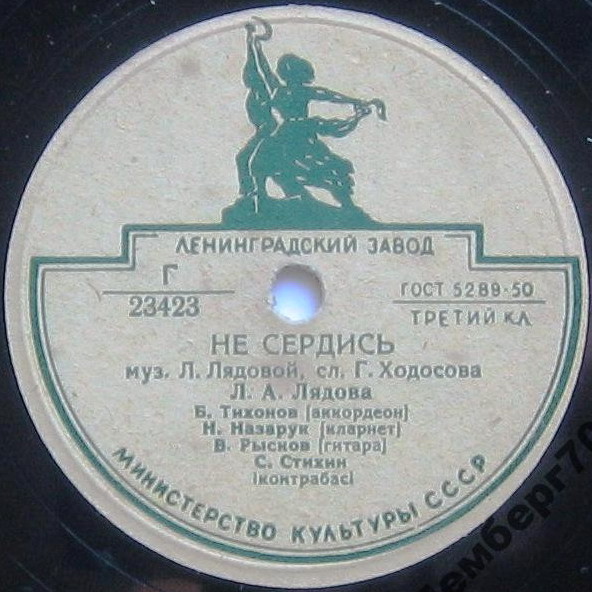 ЛЕНИНГРАДСКИЙ ЗАВОД
Г
23423
ГОСТ 5289-50
ТРЕТИЙ КЛ
НЕ СЕРДИСЬ
муз. Л. Лядовой, сл. Г. Ходосова
Л. А. Лядова
Б. Тихонов (аккордеон)
Н. Назарук (кларнет)
В. Рысков (гитара)
С. Стихин
(контрабас)
МИНИСТЕРСТВО КУЛЬТУРЫ СССР